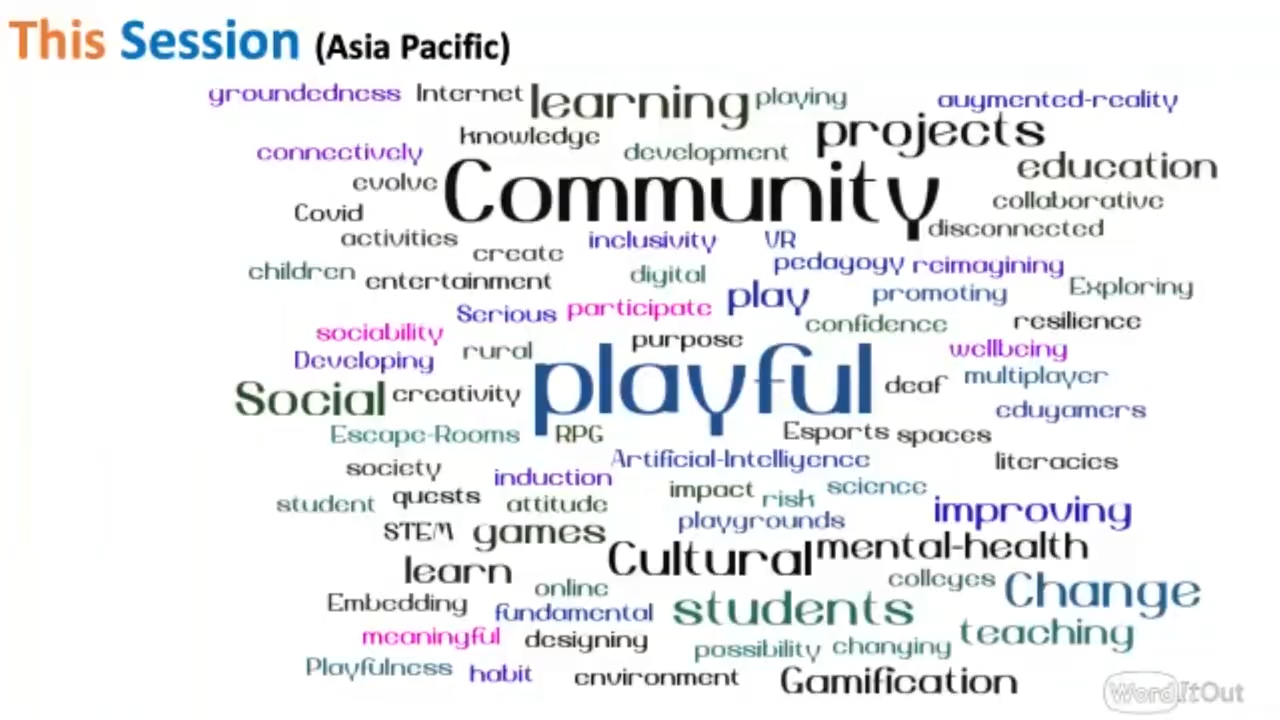 This Session (Asia Pacific)
groundedness Internet learning playing augmented-reality
knowledge projects
connectively development education
evolve Community collaborative
Covid disconnected
activities create inclusivity VR
children entertainment digital pedagogy reimagining
Serious participate play promoting Exploring
sociability purpose confidence resilience
Developing rural playful wellbeing
Social creativity deaf multiplayer
edugamers
Escape-Rooms RPG Esports spaces
society induction Artificial-Intelligence literacies
student quests attitude impact risk science
STEM games playgrounds improving
learn Cultural mental-health
online colleges Change
Embedding fundamental students
meaningful designing possibility changing teaching
Playfulness habit environment Gamification
WordItOut